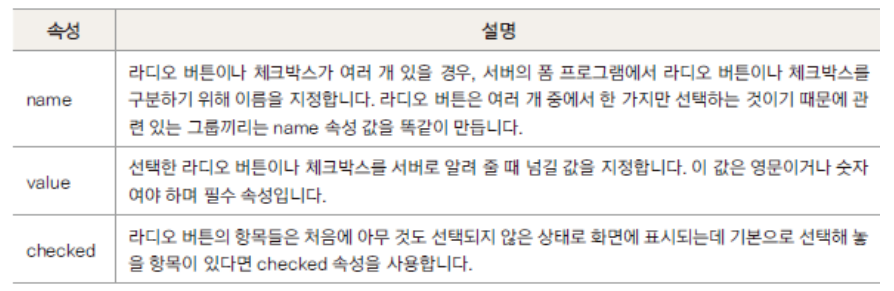 속성 설명
name 라디오 버튼이나 체크박스가 여러 개 있을 경우, 서버의 폼 프로그램에서 라디오 버튼이나 체크박스를
구분하기 위해 이름을 지정합니다. 라디오 버튼은 여러 개 중에서 한 가지만 선택하는 것이기 때문에 관
련 있는 그룹끼리는 name 속성 값을 똑같이 만듭니다.
value 선택한 라디오 버튼이나 체크박스를 서버로 알려 줄 때 넘길 값을 지정합니다. 이 값은 영문이거나 숫자
여야 하며 필수 속성입니다.
checked 라디오 버튼의 항목들은 처음에 아무 것도 선택되지 않은 상태로 화면에 표시되는데 기본으로 선택해 놓
을 항목이 있다면 checked 속성을 사용합니다.